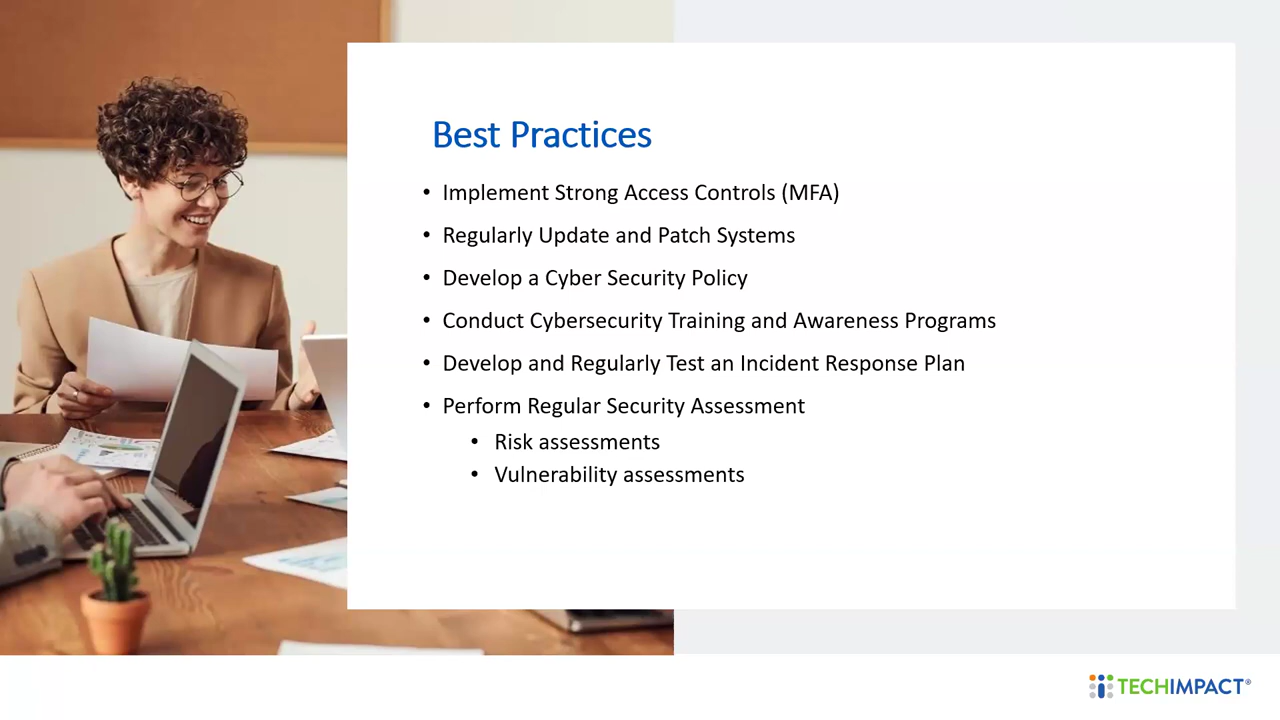 Best Practices
• Implement Strong Access Controls (MFA)
• Regularly Update and Patch Systems
• Develop a Cyber Security Policy
• Conduct Cybersecurity Training and Awareness Programs
• Develop and Regularly Test an Incident Response Plan
• Perform Regular Security Assessment
• Risk assessments
• Vulnerability assessments
TECHIMPACT®